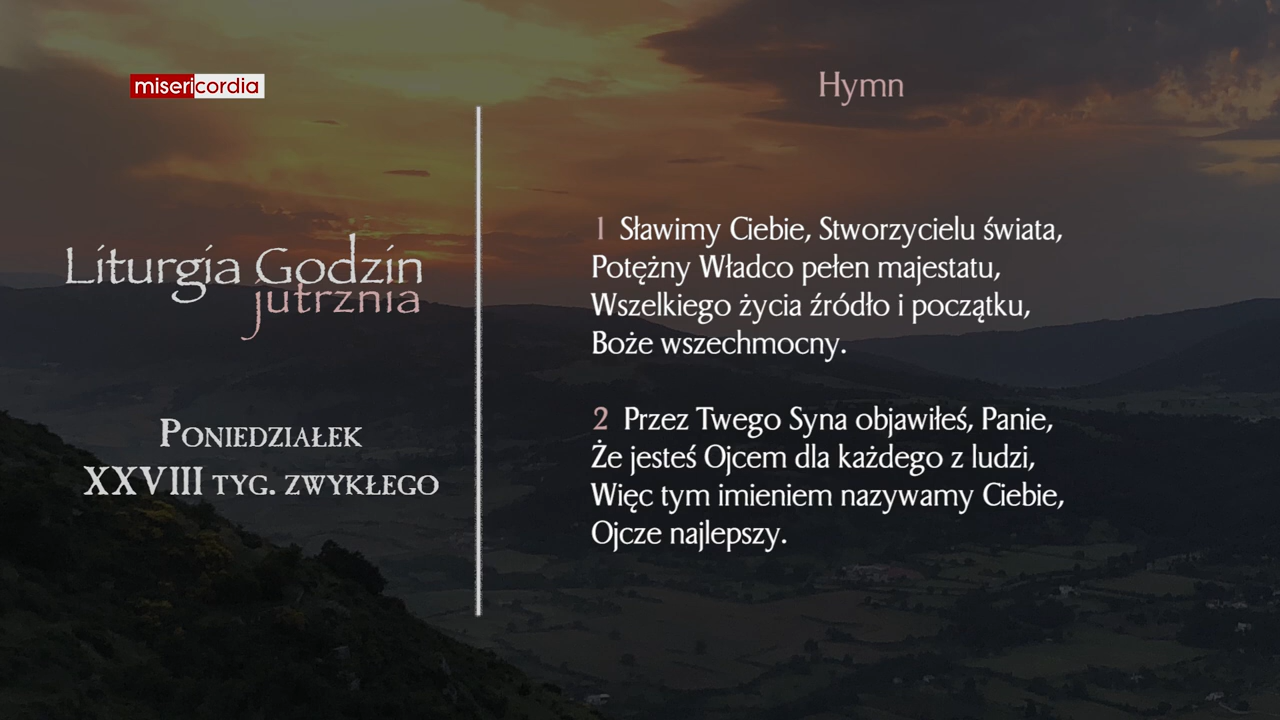 misericordia
Liturgia Godzin
jutrznia
Poniedziałek
XXVIII tyg. zwykłego
Hymn
1 Sławimy Ciebie, Stworzycielu świata,
Potężny Władco pełen majestatu,
Wszelkiego życia źródło i początku,
Boże wszechmocny.
2 Przez Twego Syna objawiłeś, Panie,
Że jesteś Ojcem dla każdego z ludzi,
Więc tym imieniem nazywamy Ciebie,
Ojcze najlepszy.